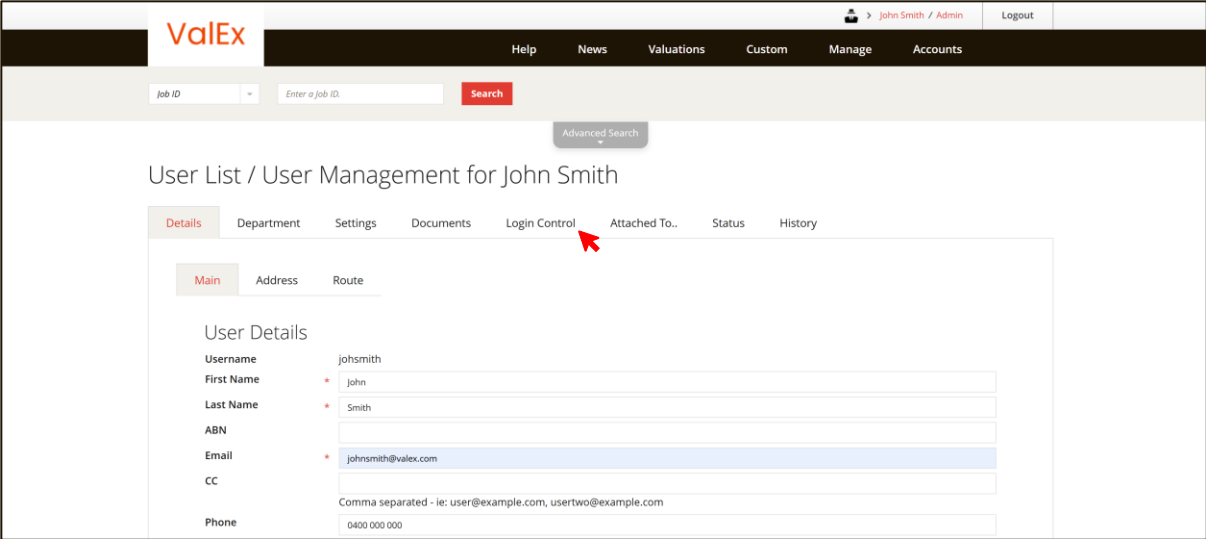 John Smith / Admin
Logout
ValEx
Help News Valuations Custom Manage Accounts
Job ID
Enter a Job ID.
Search
Advanced Search
User List / User Management for John Smith
Details Department Settings Documents Login Control Attached To.. Status History
Main Address Route
User Details
Username johsmith
First Name * John
Last Name * Smith
ABN
Email * johnsmith@valex.com
CC
Comma separated - ie: user@example.com, usertwo@example.com
Phone 0400 000 000